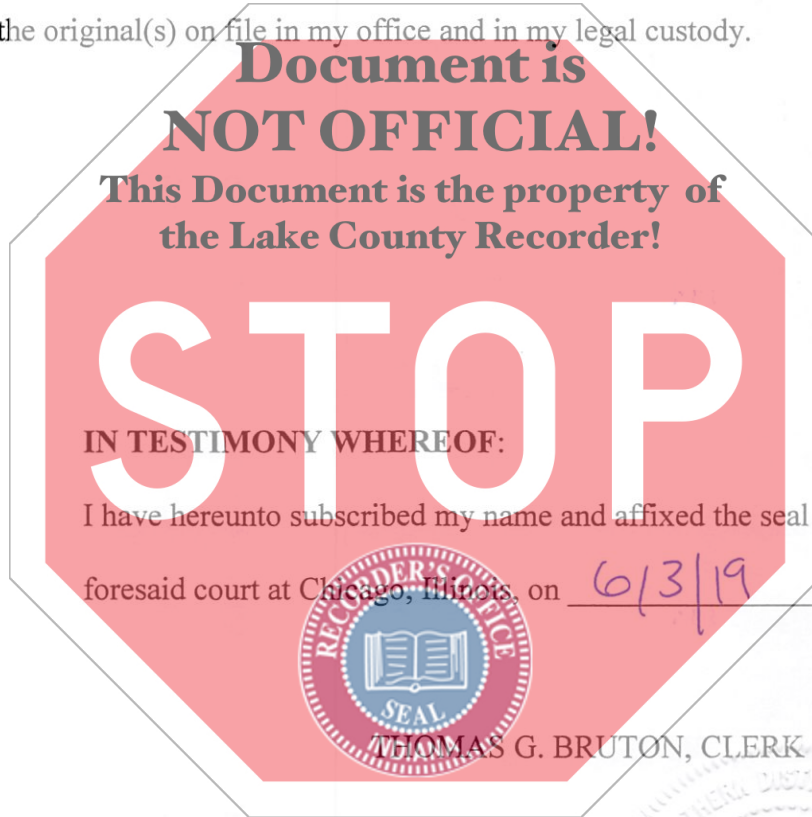 the original(s) on file in my office and in my legal custody.
Document is
NOT OFFICIAL!
This Document is the property of
the Lake County Recorder!
STOP
IN TESTIMONY WHEREOF:
I have hereunto subscribed my name and affixed the seal
foresaid court at Chicago, Illinois, on 6/3/19
RECORDER'S OFFICE
SEAL
THOMAS G. BRUTON, CLERK